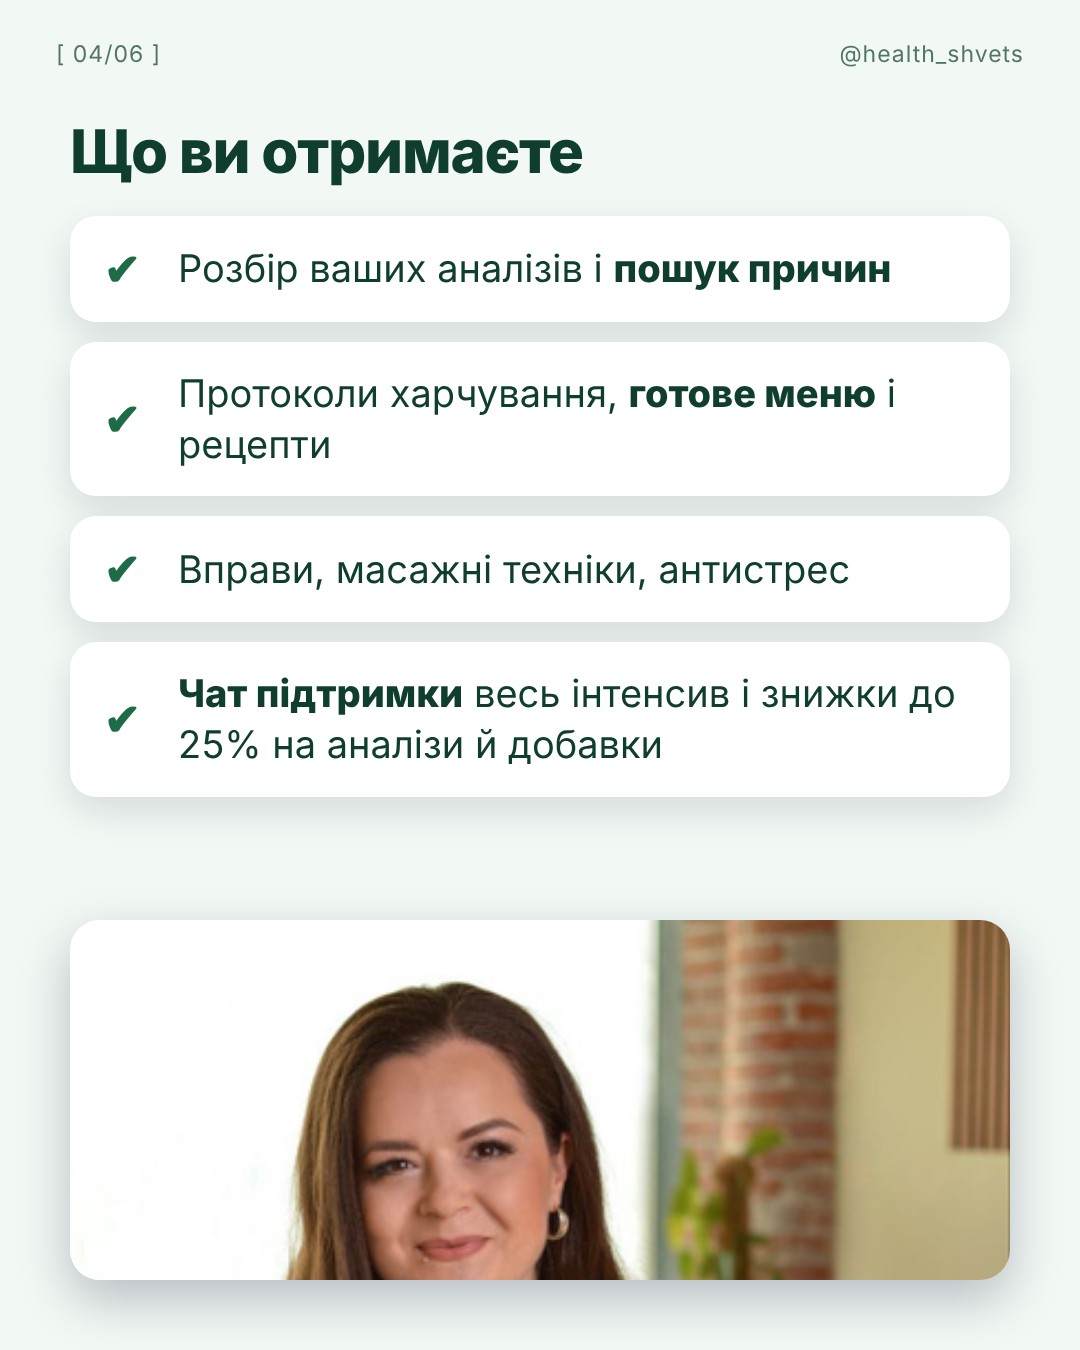 [ 04/06 ]
@health_shvets
Що ви отримаєте
✔ Розбір ваших аналізів і пошук причин
✔ Протоколи харчування, готове меню і
рецепти
✔ Вправи, масажні техніки, антистрес
✔ Чат підтримки весь інтенсив і знижки до
25% на аналізи й добавки